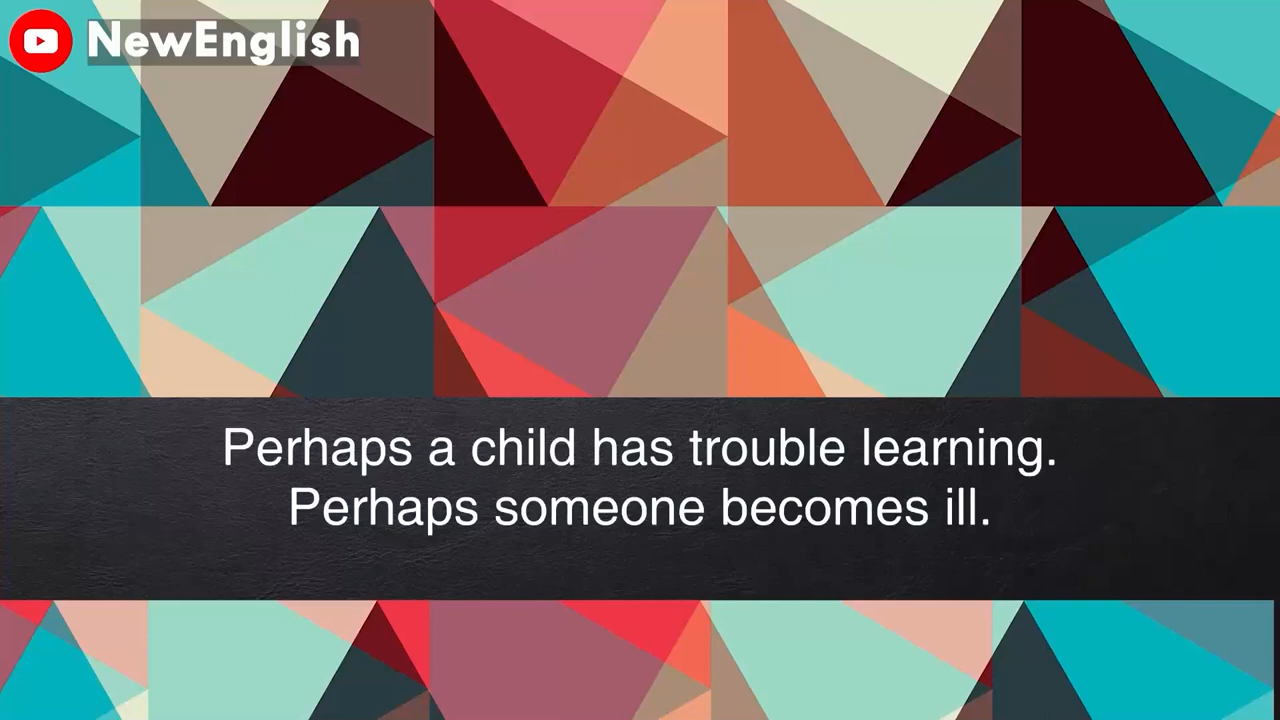 NewEnglish
Perhaps a child has trouble learning.
Perhaps someone becomes ill.